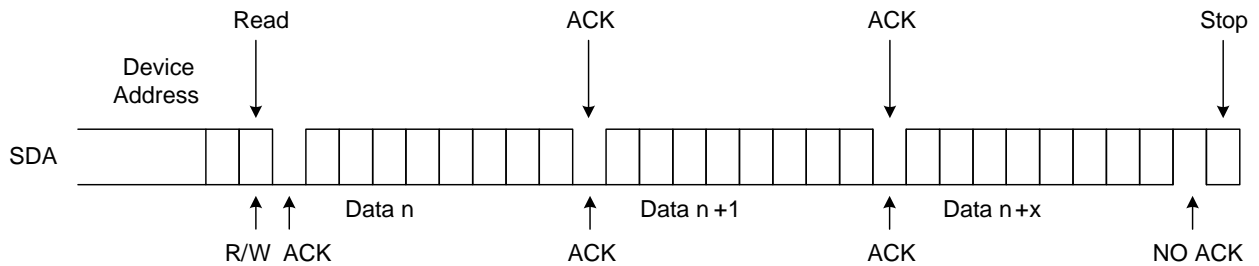 Read ACK ACK Stop
Device
Address
SDA
Data n Data n+1 Data n+x
R/W ACK ACK ACK NO ACK